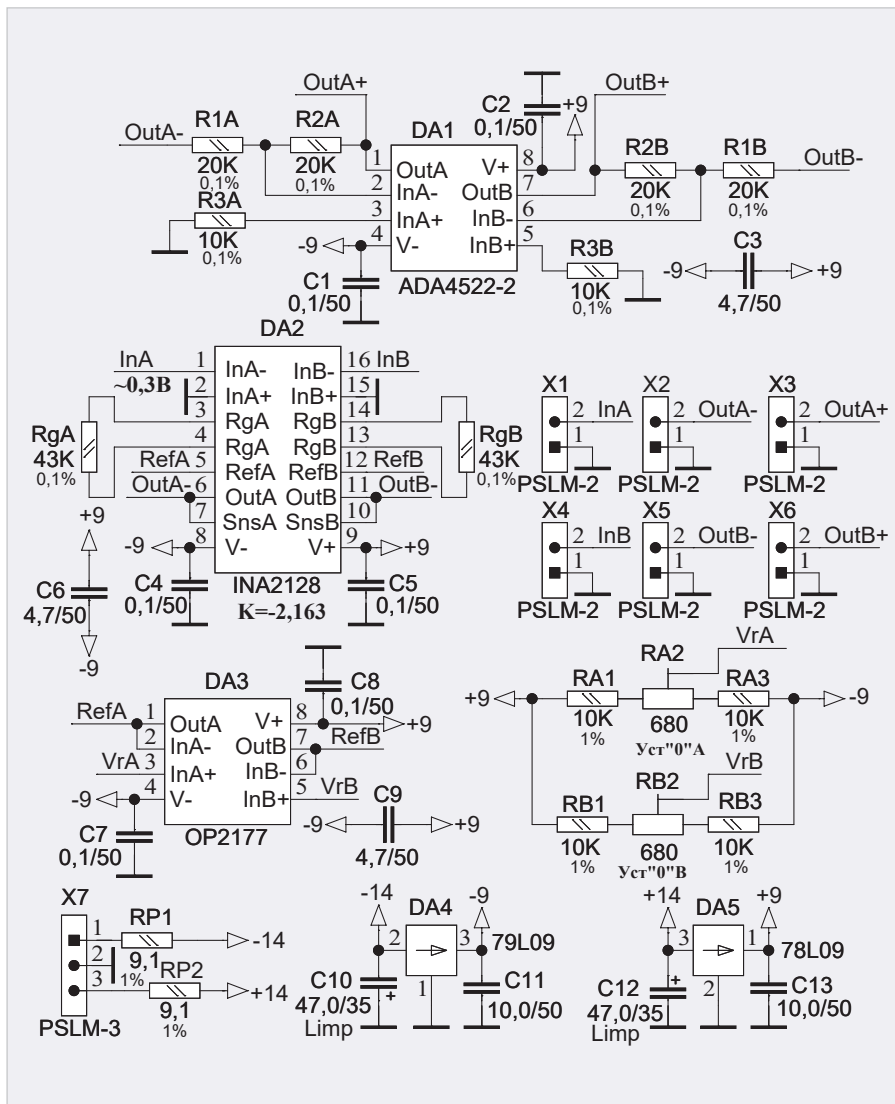 OutA+
OutB+
C2
+9
0,1/50
OutA-
R1A
R2A
DA1
20K
20K
0,1%
0,1%
1
2
3
4
OutA
InA-
InA+
V-
V+
OutB
InB-
InB+
8
7
6
5
R2B
R1B
OutB-
20K
20K
0,1%
0,1%
R3A
10K
0,1%
-9
R3B
10K
0,1%
C3
-9
+9
4,7/50
C1
0,1/50
ADA4522-2
DA2
InA
~0,3В
1
2
3
4
5
6
7
8
InA-
InA+
RgA
RgA
RefA
OutA
SnsA
V-
InB-
InB+
RgB
RgB
RefB
OutB
SnsB
V+
16
15
14
13
12
11
10
9
InB
RgA
43K
0,1%
RefA
OutA-
RefB
OutB-
RgB
43K
0,1%
-9
+9
C4
0,1/50
C5
0,1/50
INA2128
K=-2,163
+9
C6
4,7/50
-9
X1
2
InA
1
PSLM-2
X2
2
OutA-
1
PSLM-2
X3
2
OutA+
1
PSLM-2
X4
2
InB
1
PSLM-2
X5
2
OutB-
1
PSLM-2
X6
2
OutB+
1
PSLM-2
DA3
C8
0,1/50
RefA
VrA
-9
1
2
3
4
OutA
InA-
InA+
V-
V+
OutB
InB-
InB+
8
7
6
5
+9
RefB
VrB
C7
0,1/50
OP2177
C9
-9
+9
4,7/50
VrA
RA1
RA2
RA3
+9
-9
10K
1%
680
10K
1%
Уст"0"А
VrB
RB1
RB2
RB3
10K
1%
680
10K
1%
Уст"0"В
X7
1
2
3
PSLM-3
RP1
9,1
1%
-14
RP2
9,1
1%
+14
-14
DA4
-9
2
3
1
79L09
C10
47,0/35
+
Limp
C11
10,0/50
+14
DA5
+9
3
1
2
78L09
C12
47,0/35
+
Limp
C13
10,0/50